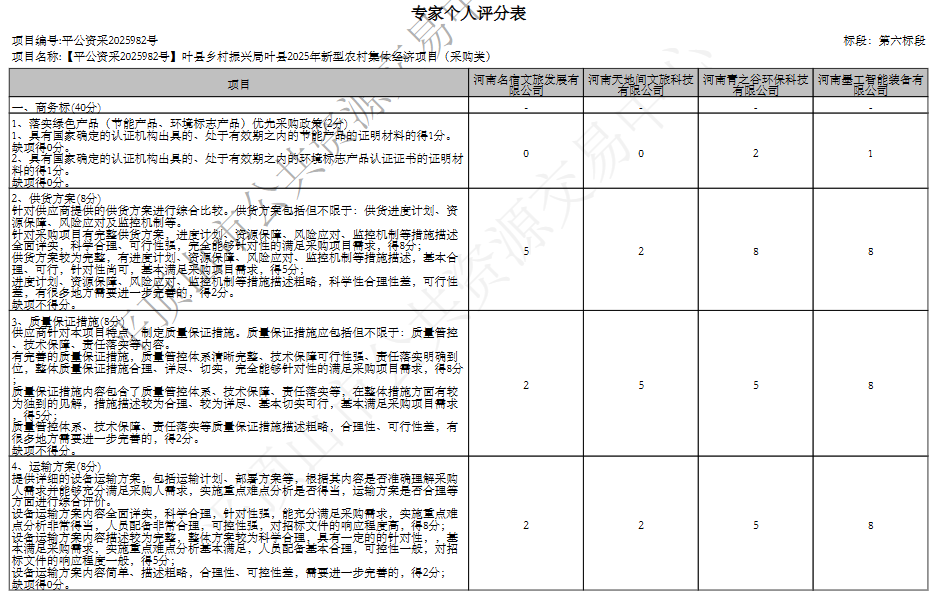 专家个人评分表
项目编号:平公资采2025982号
标段：第六标段
项目名称:【平公资采2025982号】叶县乡村振兴局叶县2025年新型农村集体经济项目（采购类）
项目
河南名信文旅发展有限公司
河南天地间文旅科技有限公司
河南青之谷环保科技有限公司
河南墨工智能装备有限公司
一、商务标(40分)
- - - -
1、落实绿色产品（节能产品、环境标志产品）优先采购政策(2分)
1、具有国家确定的认证机构出具的、处于有效期之内的节能产品的证明材料的得1分。
缺项得0分。
2、具有国家确定的认证机构出具的、处于有效期之内的环境标志产品认证证书的证明材
料的得1分。
缺项得0分。
0 0 2 1
2、供货方案(8分)
针对供应商提供的供货方案进行综合比较。供货方案包括但不限于：供货进度计划、资
源保障、风险应对及监控机制等。
针对采购项目有完整供货方案，进度计划、资源保障、风险应对、监控机制等措施描述
全面详实，科学合理、可行性强，完全能够针对性的满足采购项目需求，得8分；
供货方案较为完整，有进度计划、资源保障、风险应对、监控机制等措施描述，基本合
理、可行，针对性尚可，基本满足采购项目需求，得5分；
进度计划、资源保障、风险应对、监控机制等措施描述粗略，科学性合理性差，可行性
差，有很多地方需要进一步完善的，得2分。
缺项不得分。
5 2 8 8
3、质量保证措施(8分)
供应商针对本项目特点，制定质量保证措施。质量保证措施应包括但不限于：质量管控
、技术保障、责任落实等内容。
有完善的质量保证措施，质量管控体系清晰完整、技术保障可行性强、责任落实明确到
位，整体质量保证措施合理、详尽、切实，完全能够针对性的满足采购项目需求，得8分
；
质量保证措施内容包含了质量管控体系、技术保障、责任落实等，在整体措施方面有较
为独到的见解，措施描述较为合理、较为详尽、基本切实可行，基本满足采购项目需求
，得5分；
质量管控体系、技术保障、责任落实等质量保证措施描述粗略，合理性、可行性差，有
很多地方需要进一步完善的，得2分。
缺项不得分。
2 5 5 8
4、运输方案(8分)
提供详细的设备运输方案，包括运输计划、部署方案等，根据其内容是否准确理解采购
人需求并能够充分满足采购人需求，实施重点难点分析是否得当，运输方案是否合理等
方面进行综合评价。
设备运输方案内容全面详实，科学合理，针对性强，能充分满足采购需求，实施重点难
点分析非常得当，人员配备非常合理，可控性强，对招标文件的响应程度高，得8分；
设备运输方案内容描述较为完整，整体方案较为科学合理，具有一定的的针对性，，基
本满足采购需求，实施重点难点分析基本满足，人员配备基本合理，可控性一般，对招
标文件的响应程度一般，得5分；
设备运输方案内容简单、描述粗略，合理性、可控性差，需要进一步完善的，得2分；
缺项得0分。
2 2 5 8